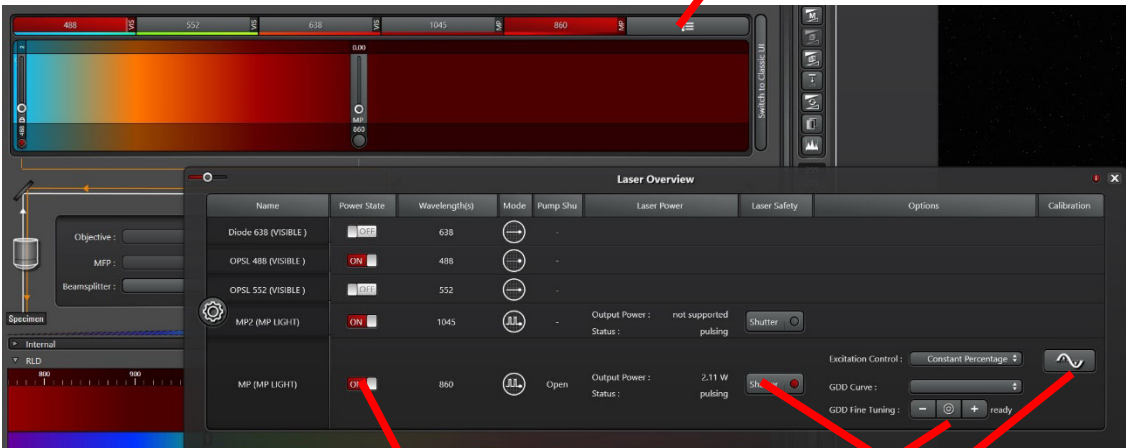 488 VIS 552 VIS 638 VIS 1045 MP 860 MP
0.00
MP
860
488
Switch to Classic UI
Laser Overview
Name Power State Wavelength(s) Mode Pump Shu Laser Power Laser Safety Options Calibration
Diode 638 (VISIBLE ) OFF 638 -
OPSL 488 (VISIBLE ) ON 488 -
OPSL 552 (VISIBLE ) OFF 552 -
MP2 (MP LIGHT) ON 1045 - Output Power : not supported Shutter
Status : pulsing
MP (MP LIGHT) ON 860 Open Output Power : 2.11 W Shutter
Status : pulsing
Excitation Control : Constant Percentage
GDD Curve :
GDD Fine Tuning : - + ready
Objective :
MFP :
Beamsplitter :
Specimen
Internal
RLD
800 900